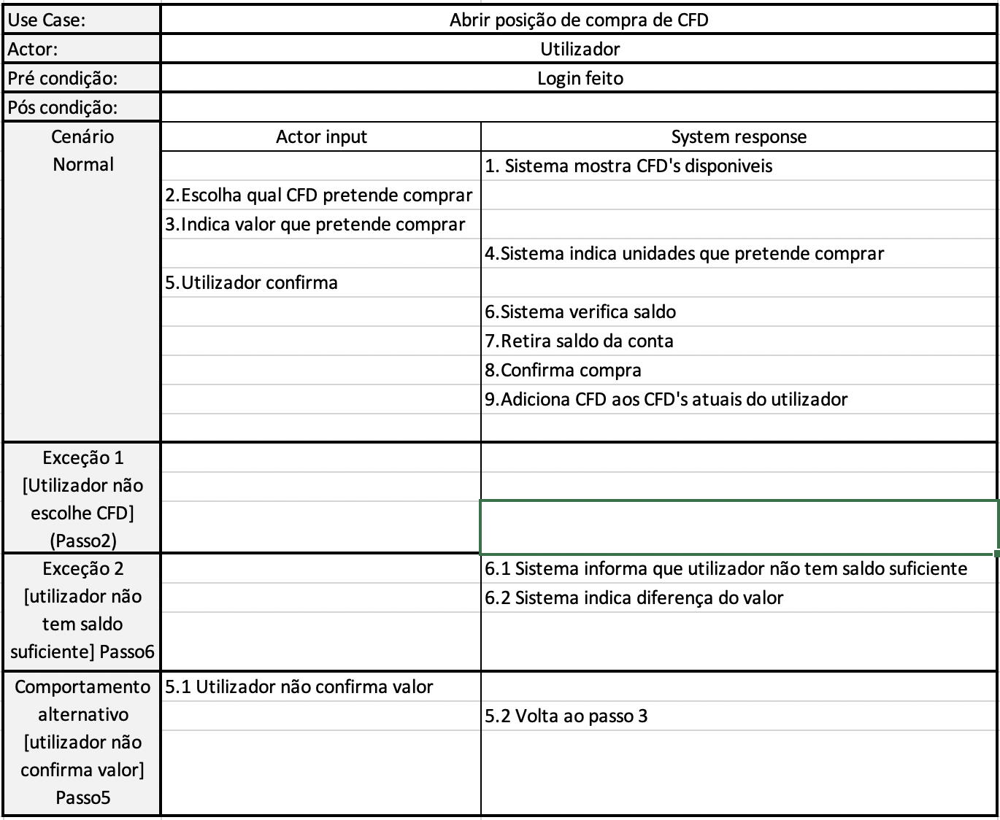 Use Case:
Abrir posição de compra de CFD
Actor:
Utilizador
Pré condição:
Login feito
Pós condição:
Cenário
Normal
Actor input
System response
1. Sistema mostra CFD's disponiveis
2.Escolha qual CFD pretende comprar
3.Indica valor que pretende comprar
4.Sistema indica unidades que pretende comprar
5.Utilizador confirma
6.Sistema verifica saldo
7.Retira saldo da conta
8.Confirma compra
9.Adiciona CFD aos CFD's atuais do utilizador
Exceção 1
[Utilizador não
escolhe CFD]
(Passo2)
Exceção 2
[utilizador não
tem saldo
suficiente] Passo6
6.1 Sistema informa que utilizador não tem saldo suficiente
6.2 Sistema indica diferença do valor
Comportamento
alternativo
[utilizador não
confirma valor]
Passo5
5.1 Utilizador não confirma valor
5.2 Volta ao passo 3